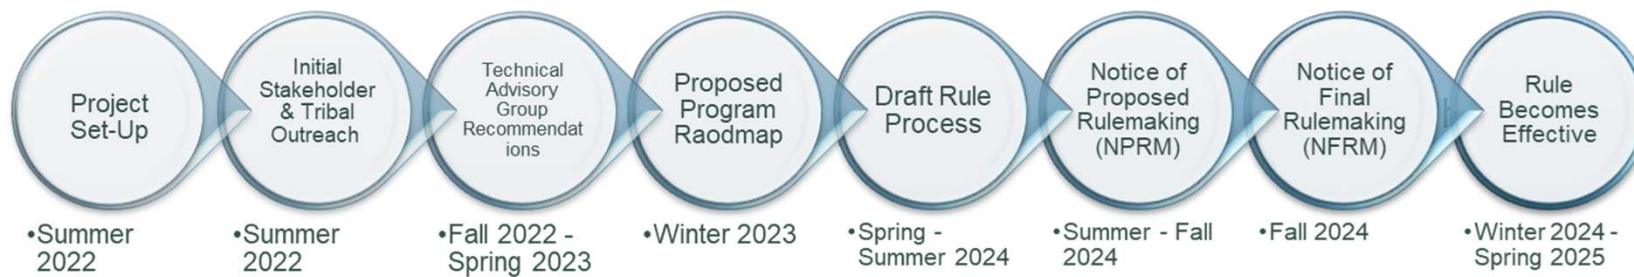 Project
Set-Up
Initial
Stakeholder
& Tribal
Outreach
Technical
Advisory
Group
Recommendat
ions
Proposed
Program
Raodmap
Draft Rule
Process
Notice of
Proposed
Rulemaking
(NPRM)
Notice of
Final
Rulemaking
(NFRM)
Rule
Becomes
Effective
•Summer
2022
•Summer
2022
•Fall 2022 -
Spring 2023
•Winter 2023
•Spring -
Summer 2024
•Summer - Fall
2024
•Fall 2024
•Winter 2024 -
Spring 2025